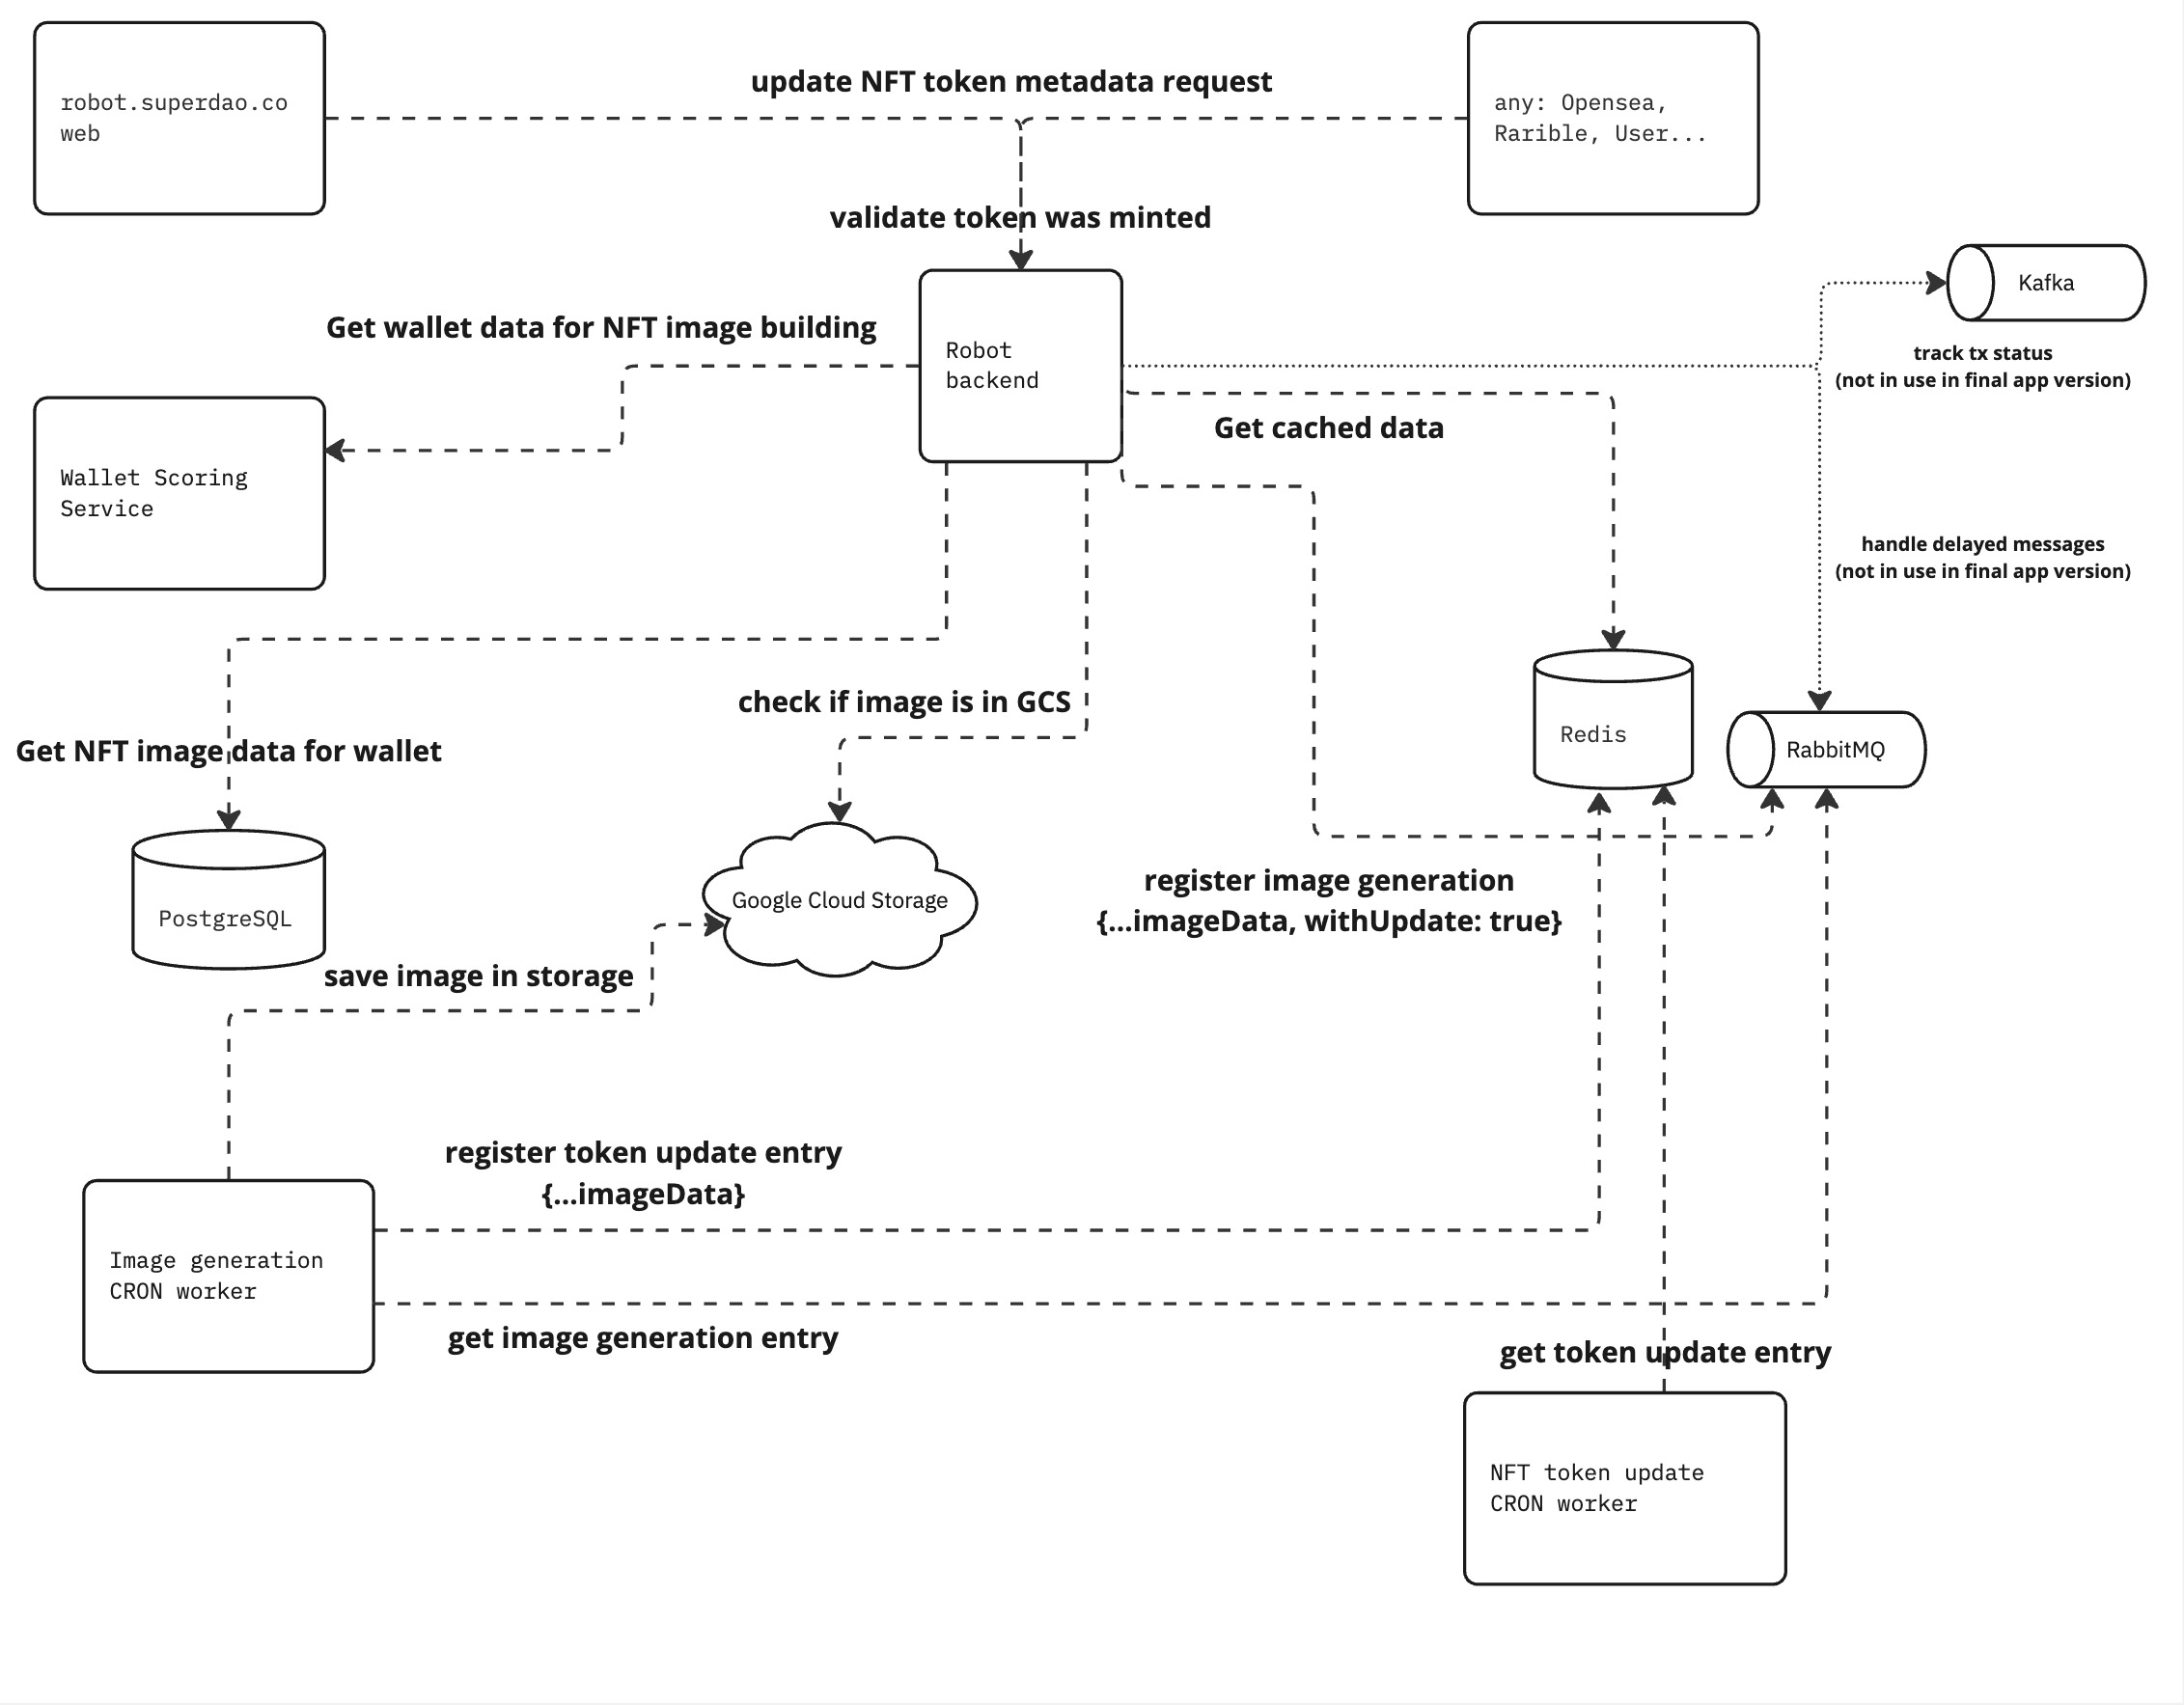 update NFT token metadata request
robot.superdao.co
web
any: Opensea,
Rarible, User...
validate token was minted
Kafka
Get wallet data for NFT image building
Robot
backend
track tx status
(not in use in final app version)
Get cached data
Wallet Scoring
Service
handle delayed messages
(not in use in final app version)
check if image is in GCS
Redis
RabbitMQ
Get NFT image data for wallet
PostgreSQL
Google Cloud Storage
register image generation
{...imageData, withUpdate: true}
save image in storage
register token update entry
{...imageData}
Image generation
CRON worker
get image generation entry
get token update entry
NFT token update
CRON worker